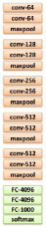 conv-64
conv-64
maxpool
conv-128
conv-128
maxpool
conv-256
conv-256
maxpool
conv-512
conv-512
maxpool
conv-512
conv-512
maxpool
FC-4096
FC-4096
FC-1000
softmax